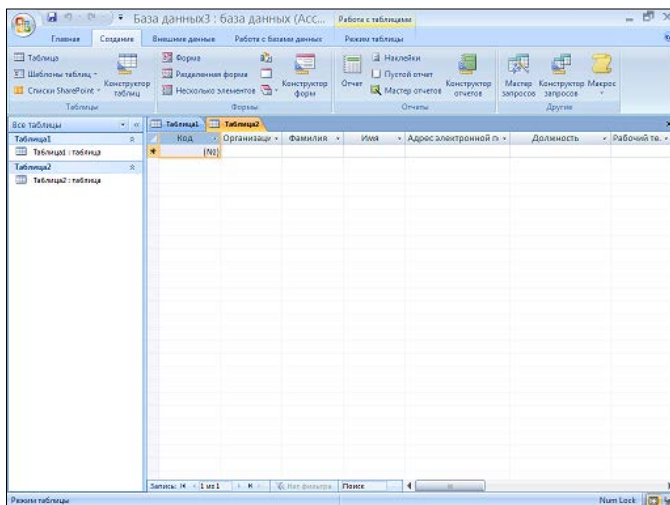 База данных3 : база данных (Acc...
Работа с таблицами
Главная Создание Внешние данные Работа с базами данных Режим таблицы
Таблица
Шаблоны таблиц
Списки SharePoint
Конструктор таблиц
Таблицы
Форма
Разделенная форма
Несколько элементов
Конструктор форм
Формы
Отчет
Наклейки
Пустой отчет
Мастер отчетов
Конструктор отчетов
Отчеты
Мастер запросов
Конструктор запросов
Макрос
Другие
Все таблицы
Таблица1
Таблица1 : таблица
Таблица2
Таблица2 : таблица
Таблица1 Таблица2
Код Организаци Фамилия Имя Адрес электронной п Должность Рабочий те.
(№)
Запись: 1 из 1 Нет фильтра Поиск
Режим таблицы
Num Lock